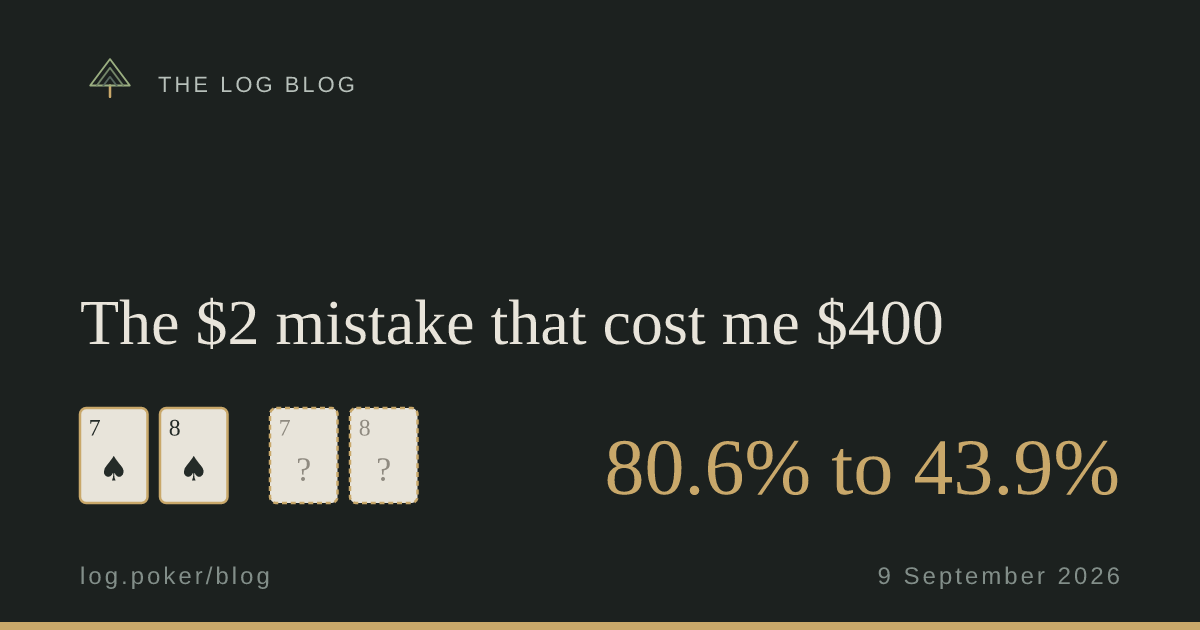 THE LOG BLOG
The $2 mistake that cost me $400
7 8 7 8
♠ ♠ ? ?
80.6% to 43.9%
log.poker/blog
9 September 2026